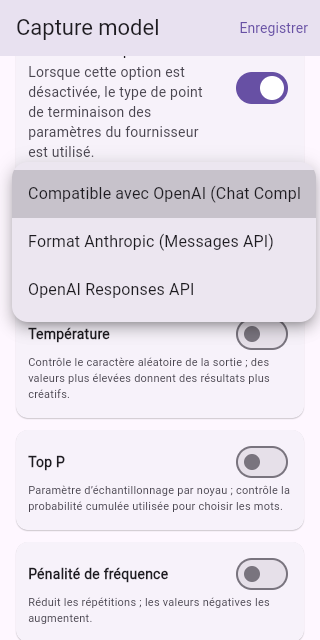 Capture model
Enregistrer
Lorsque cette option est
désactivée, le type de point
de terminaison des
paramètres du fournisseur
est utilisé.
Compatible avec OpenAI (Chat Compl
Format Anthropic (Messages API)
OpenAI Responses API
Température
Contrôle le caractère aléatoire de la sortie ; des
valeurs plus élevées donnent des résultats plus
créatifs.
Top P
Paramètre d’échantillonnage par noyau ; contrôle la
probabilité cumulée utilisée pour choisir les mots.
Pénalité de fréquence
Réduit les répétitions ; les valeurs négatives les
augmentent.